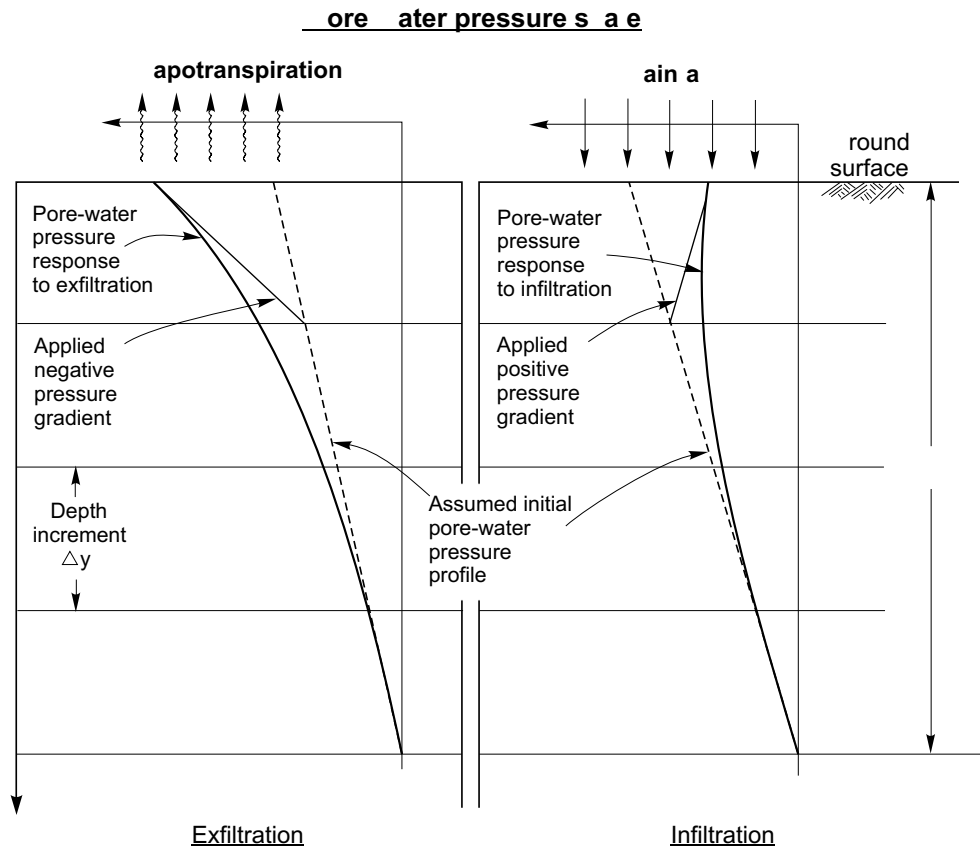 ore ater pressure s a e
apotranspiration
ain a
round
surface
Pore-water
pressure
response
to exfiltration
Pore-water
pressure
response
to infiltration
Applied
negative
pressure
gradient
Applied
positive
pressure
gradient
Depth
increment
△y
Assumed initial
pore-water
pressure
profile
Exfiltration
Infiltration